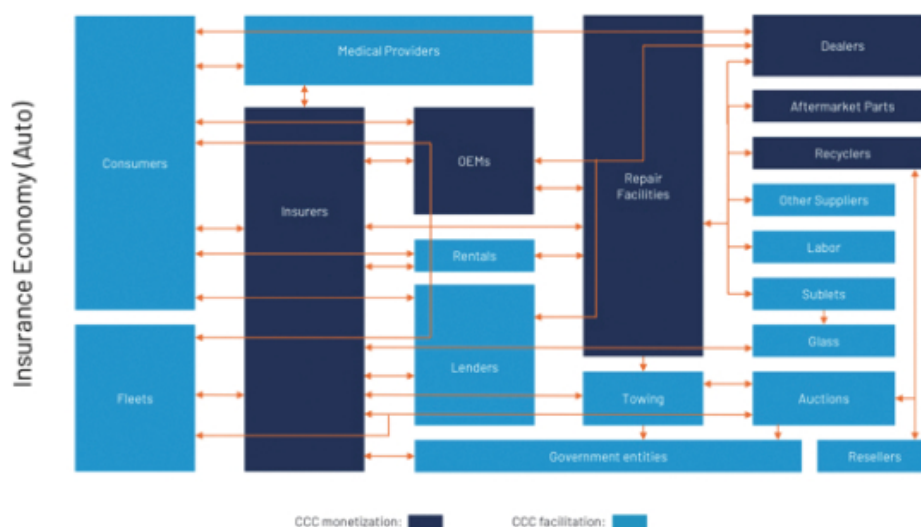 Insurance Economy (Auto)
Medical Providers
Dealers
Aftermarket Parts
Consumers
OEMs
Recyclers
Repair
Facilities
Insurers
Other Suppliers
Labor
Rentals
Sublets
Glass
Lenders
Fleets
Towing
Auctions
Government entities
Resellers
CCC monetization:
CCC facilitation: